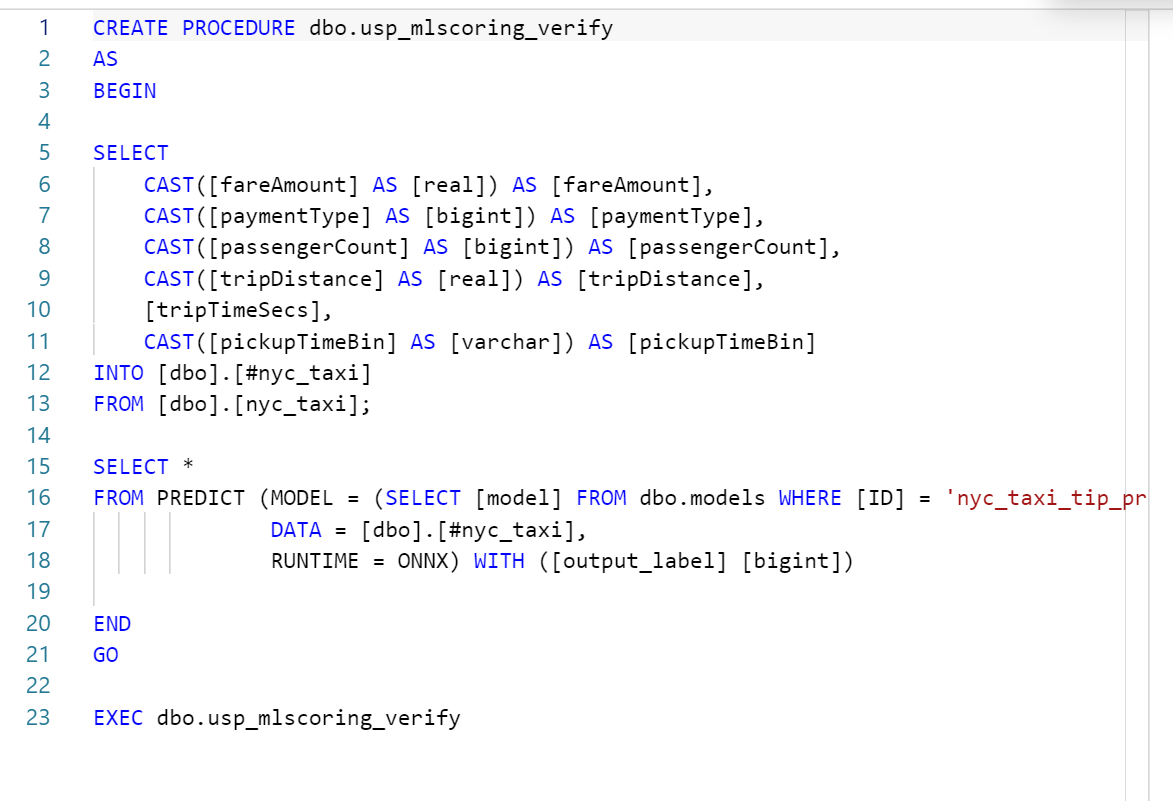 1 CREATE PROCEDURE dbo.usp_mlscoring_verify
2 AS
3 BEGIN
4
5 SELECT
6 CAST([fareAmount] AS [real]) AS [fareAmount],
7 CAST([paymentType] AS [bigint]) AS [paymentType],
8 CAST([passengerCount] AS [bigint]) AS [passengerCount],
9 CAST([tripDistance] AS [real]) AS [tripDistance],
10 [tripTimeSecs],
11 CAST([pickupTimeBin] AS [varchar]) AS [pickupTimeBin]
12 INTO [dbo].[#nyc_taxi]
13 FROM [dbo].[nyc_taxi];
14
15 SELECT *
16 FROM PREDICT (MODEL = (SELECT [model] FROM dbo.models WHERE [ID] = 'nyc_taxi_tip_pr
17 DATA = [dbo].[#nyc_taxi],
18 RUNTIME = ONNX) WITH ([output_label] [bigint])
19
20 END
21 GO
22
23 EXEC dbo.usp_mlscoring_verify